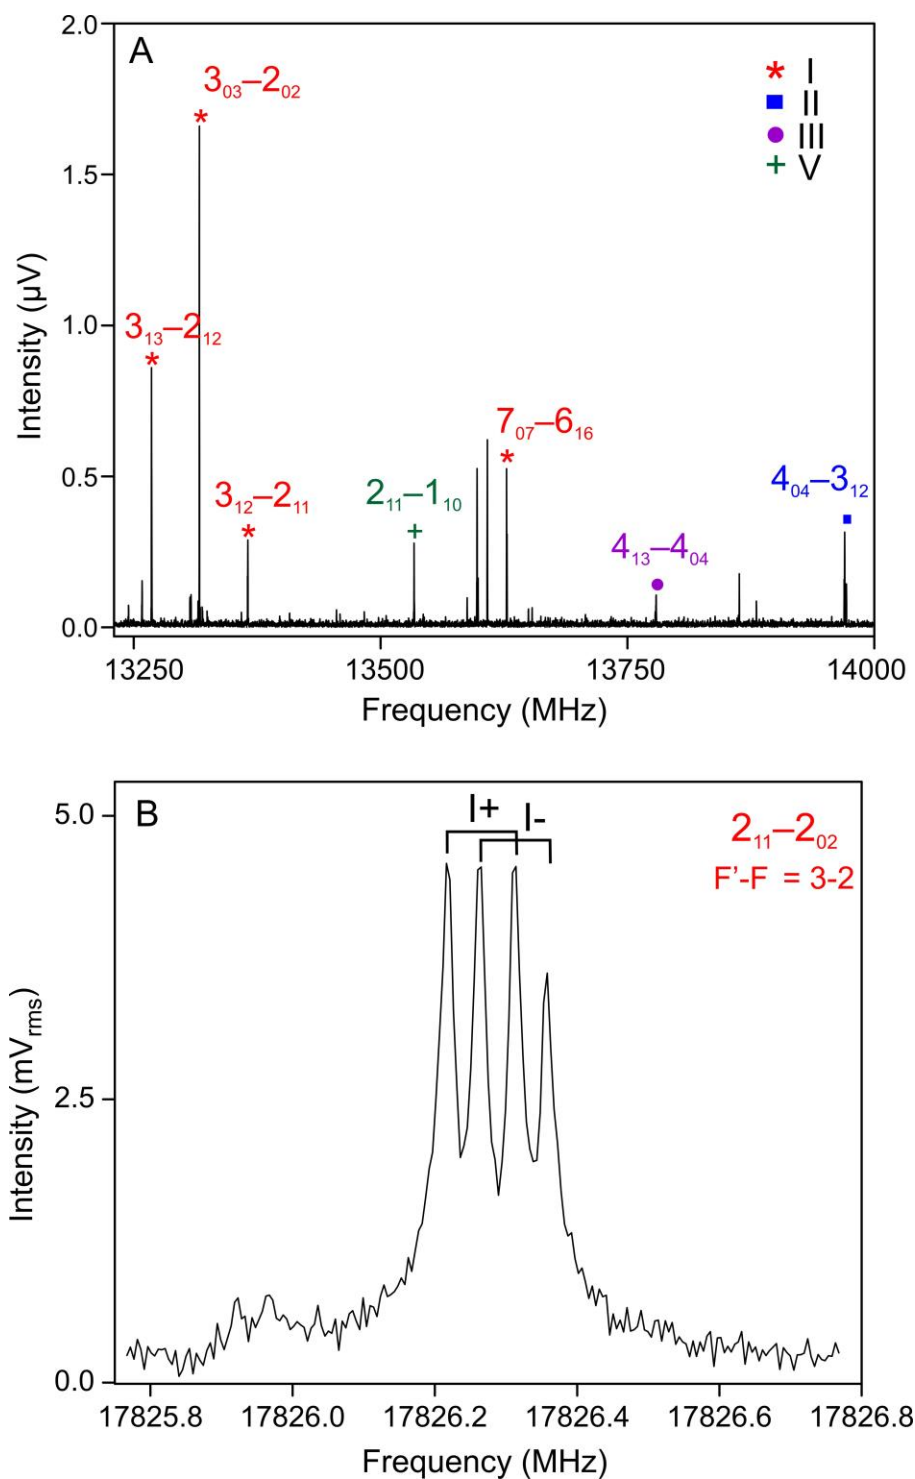 A
2.0
1.5
1.0
0.5
0.0
Intensity (µV)
3₀₃–2₀₂
3₁₃–2₁₂
3₁₂–2₁₁
2₁₁–1₁₀
7₀₇–6₁₆
4₁₃–4₀₄
4₀₄–3₁₂
* I
■ II
● III
+ V
13250 13500 13750 14000
Frequency (MHz)
B
5.0
2.5
0.0
Intensity (mVrms)
I+ I-
2₁₁–2₀₂
F'-F = 3-2
17825.8 17826.0 17826.2 17826.4 17826.6 17826.8
Frequency (MHz)